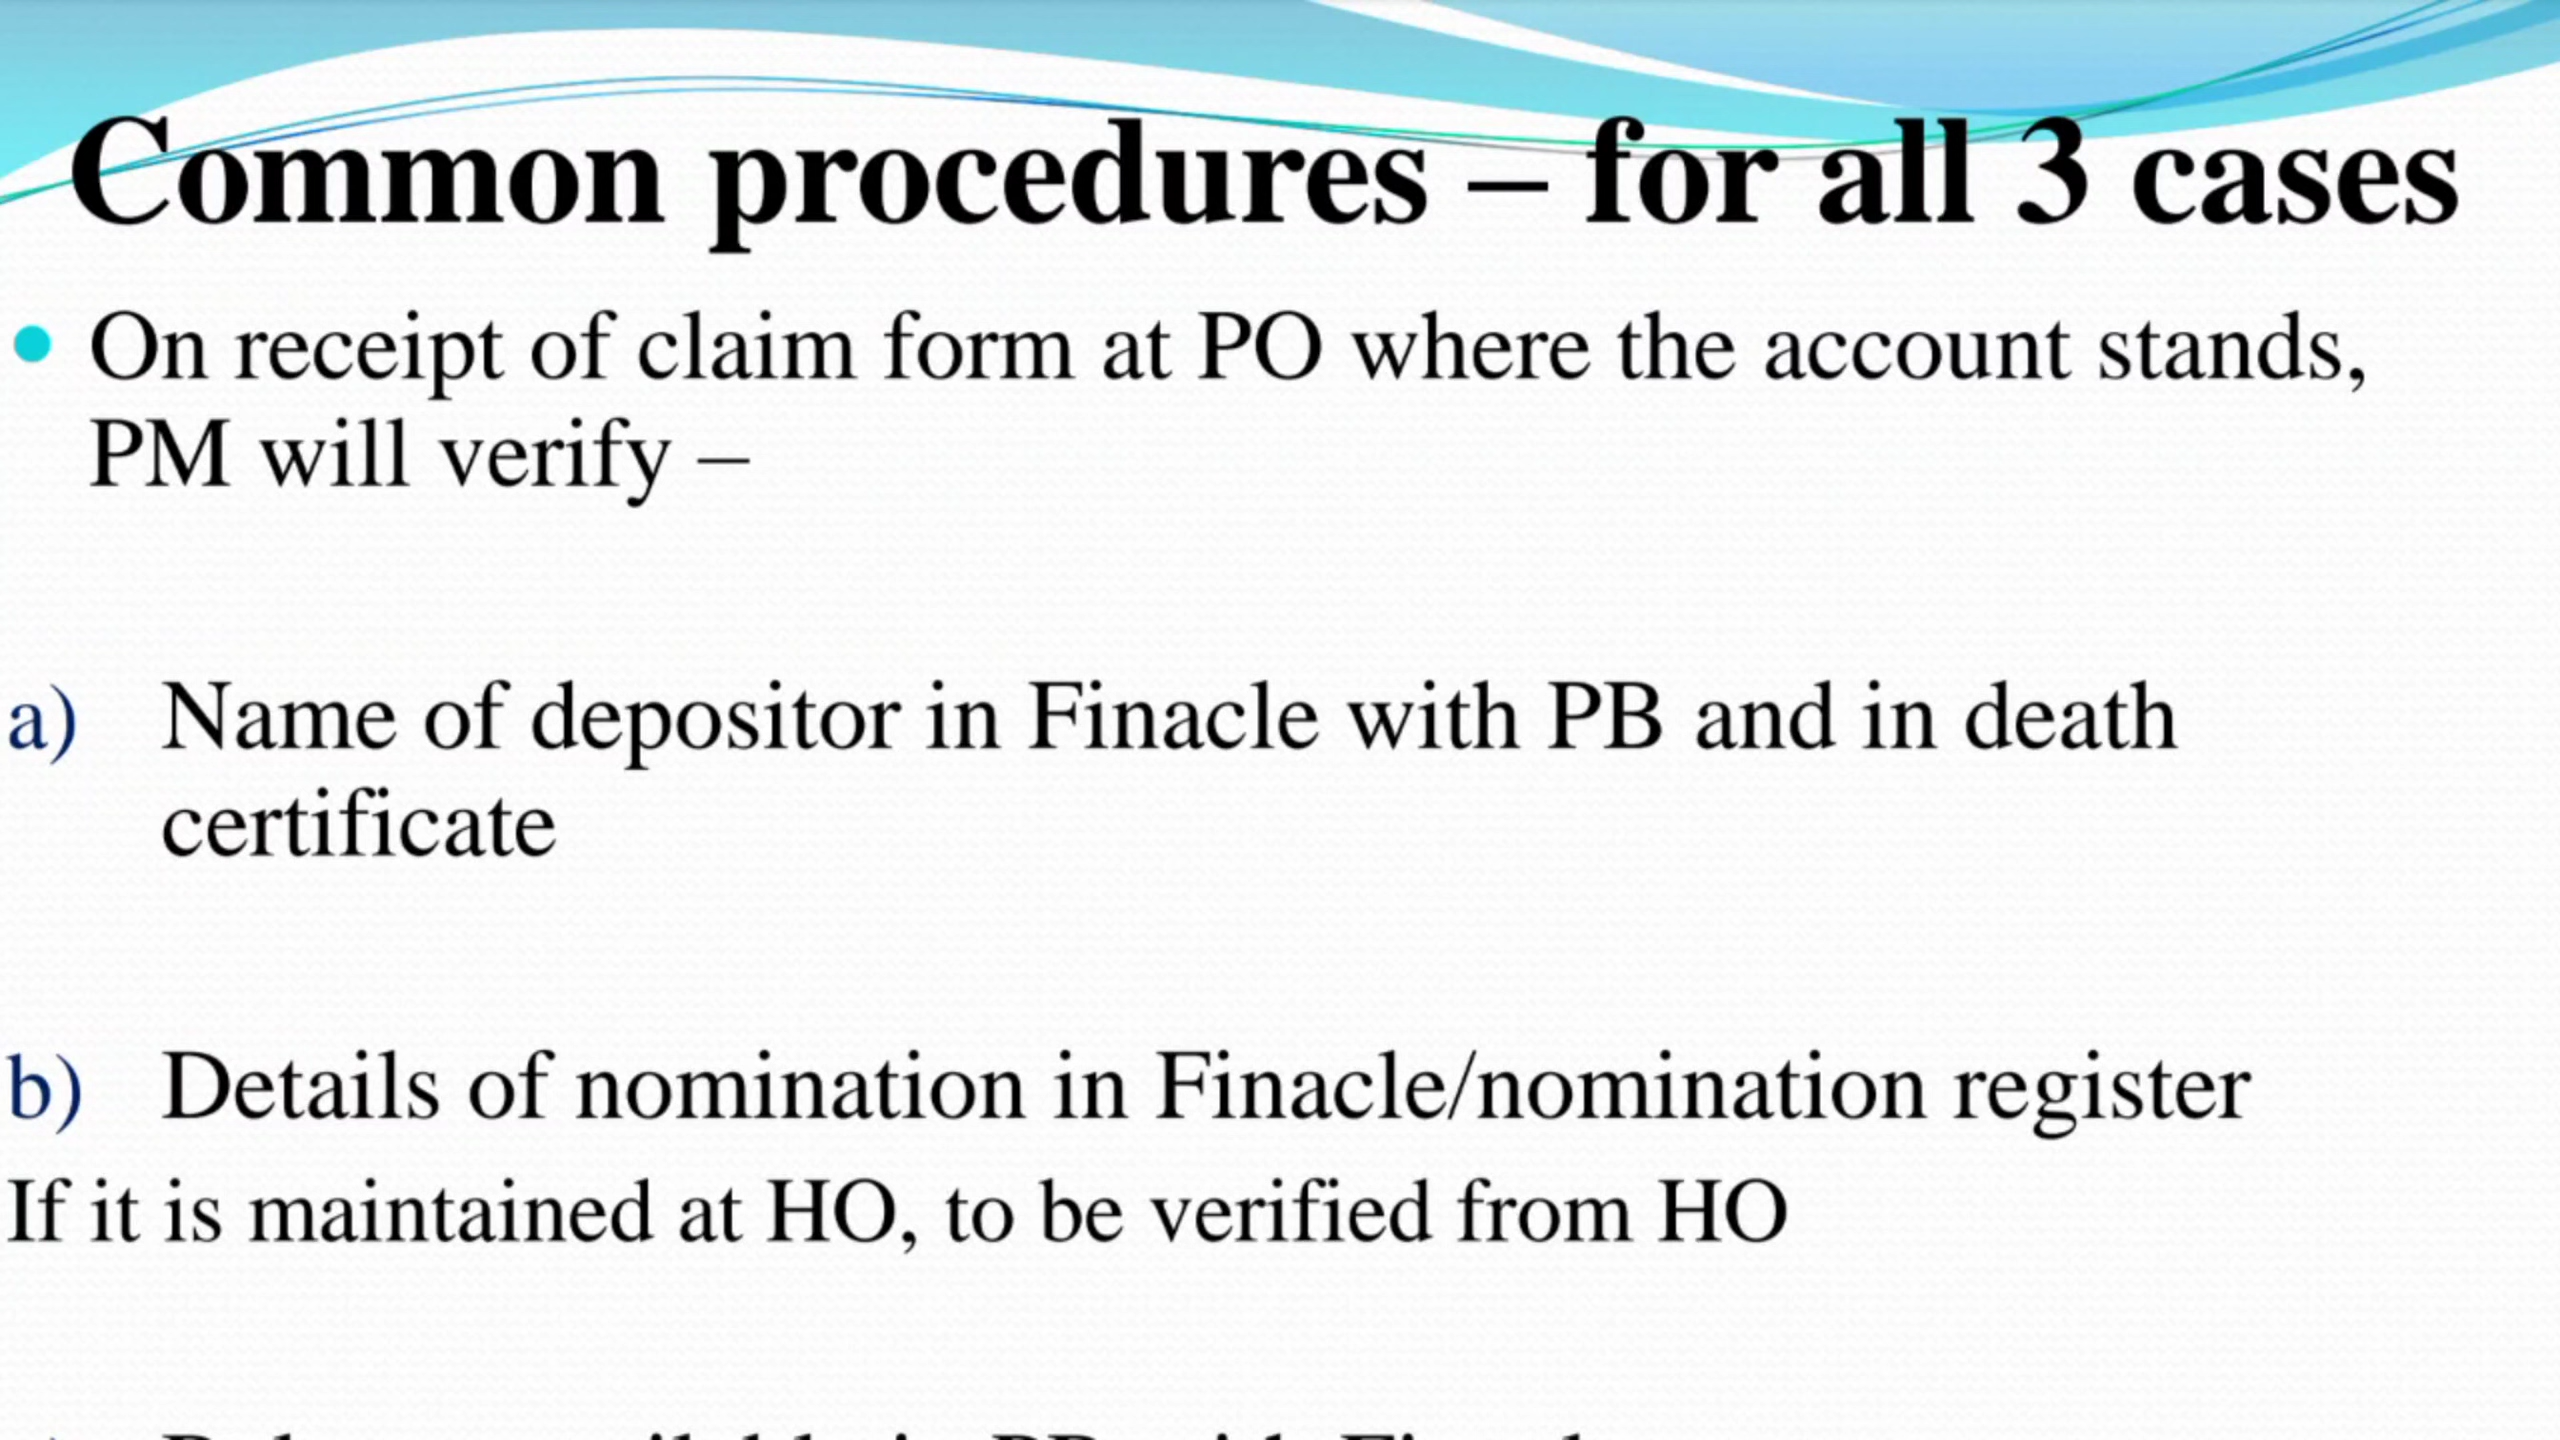 Common procedures – for all 3 cases
• On receipt of claim form at PO where the account stands,
PM will verify –
a) Name of depositor in Finacle with PB and in death
certificate
b) Details of nomination in Finacle/nomination register
If it is maintained at HO, to be verified from HO